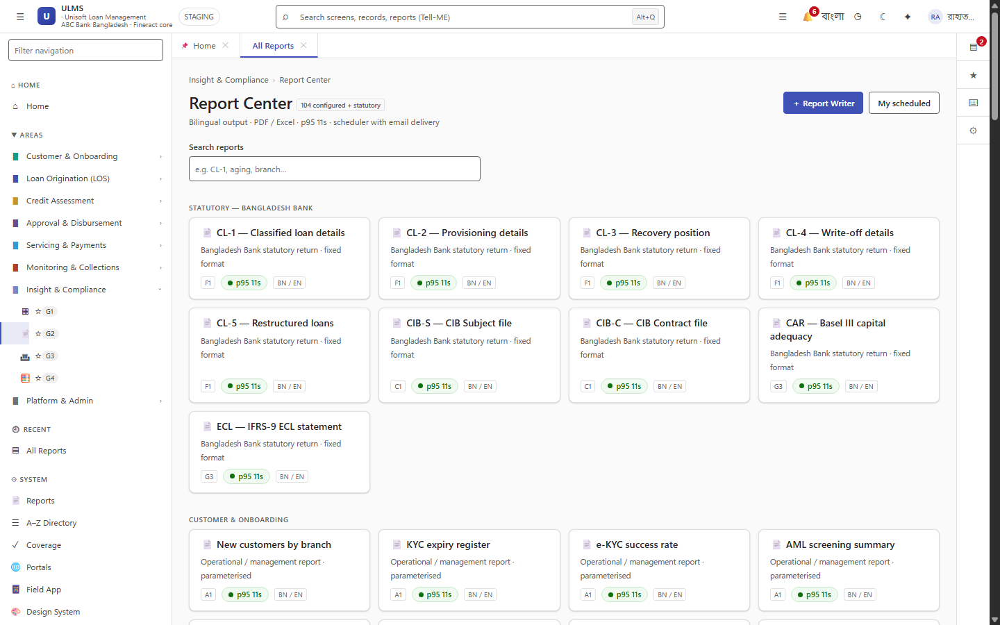 ULMS
· Unisoft Loan Management
ABC Bank Bangladesh · Fineract core
U
STAGING
Search screens, records, reports (Tell-ME)
Alt+Q
6
বাংলা
RA
রাহাত...
Filter navigation
HOME
Home
AREAS
Customer & Onboarding
Loan Origination (LOS)
Credit Assessment
Approval & Disbursement
Servicing & Payments
Monitoring & Collections
Insight & Compliance
G1
G2
G3
G4
Platform & Admin
RECENT
All Reports
SYSTEM
Reports
A–Z Directory
Coverage
Portals
Field App
Design System
Home
All Reports
2
Insight & Compliance › Report Center
Report Center 104 configured + statutory
Bilingual output · PDF / Excel · p95 11s · scheduler with email delivery
+ Report Writer
My scheduled
Search reports
e.g. CL-1, aging, branch...
STATUTORY — BANGLADESH BANK
CL-1 — Classified loan details
Bangladesh Bank statutory return · fixed
format
F1 p95 11s BN / EN
CL-2 — Provisioning details
Bangladesh Bank statutory return · fixed
format
F1 p95 11s BN / EN
CL-3 — Recovery position
Bangladesh Bank statutory return · fixed
format
F1 p95 11s BN / EN
CL-4 — Write-off details
Bangladesh Bank statutory return · fixed
format
F1 p95 11s BN / EN
CL-5 — Restructured loans
Bangladesh Bank statutory return · fixed
format
F1 p95 11s BN / EN
CIB-S — CIB Subject file
Bangladesh Bank statutory return · fixed
format
C1 p95 11s BN / EN
CIB-C — CIB Contract file
Bangladesh Bank statutory return · fixed
format
C1 p95 11s BN / EN
CAR — Basel III capital
adequacy
Bangladesh Bank statutory return · fixed
format
G3 p95 11s BN / EN
ECL — IFRS-9 ECL statement
Bangladesh Bank statutory return · fixed
format
G3 p95 11s BN / EN
CUSTOMER & ONBOARDING
New customers by branch
Operational / management report ·
parameterised
A1 p95 11s BN / EN
KYC expiry register
Operational / management report ·
parameterised
A1 p95 11s BN / EN
e-KYC success rate
Operational / management report ·
parameterised
A1 p95 11s BN / EN
AML screening summary
Operational / management report ·
parameterised
A1 p95 11s BN / EN